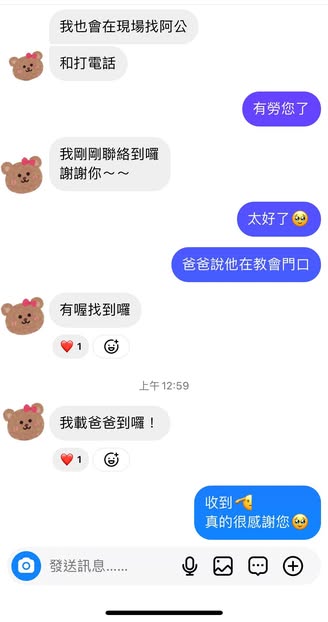 我也會在現場找阿公
和打電話
有勞您了
我剛剛聯絡到囉
謝謝你～～
太好了🥹
爸爸說他在教會門口
有喔找到囉
❤️ 1
上午 12:59
我載爸爸到囉！
❤️ 1
收到🫡
真的很感謝您🥹
發送訊息......